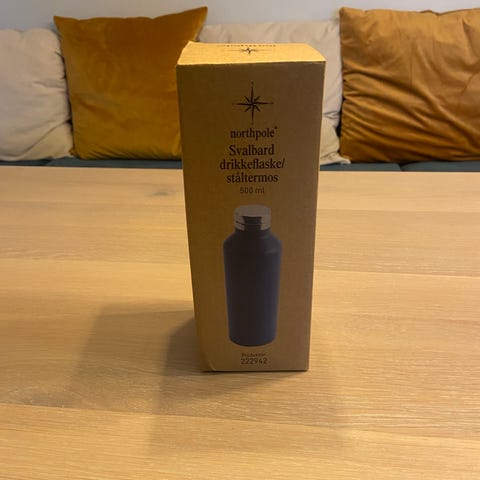 northpole®
Svalbard
drikkeflaske/
ståltermos
500 ml
222942